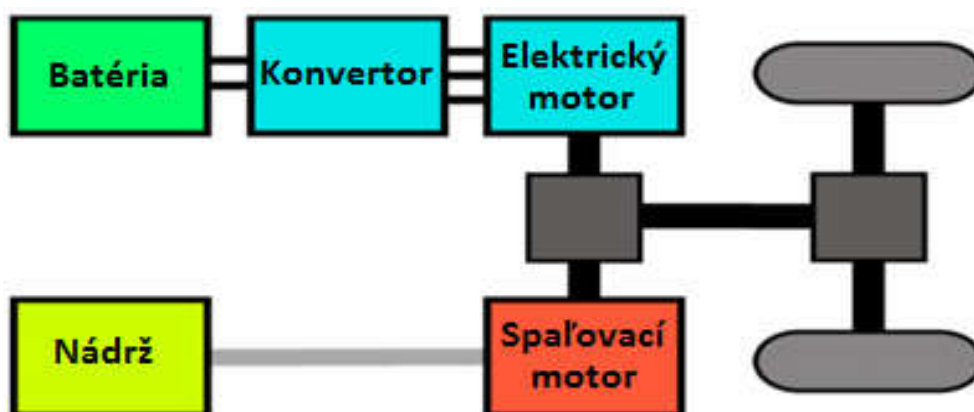 Batéria
Konvertor
Elektrický
motor
Nádrž
Spaľovací
motor